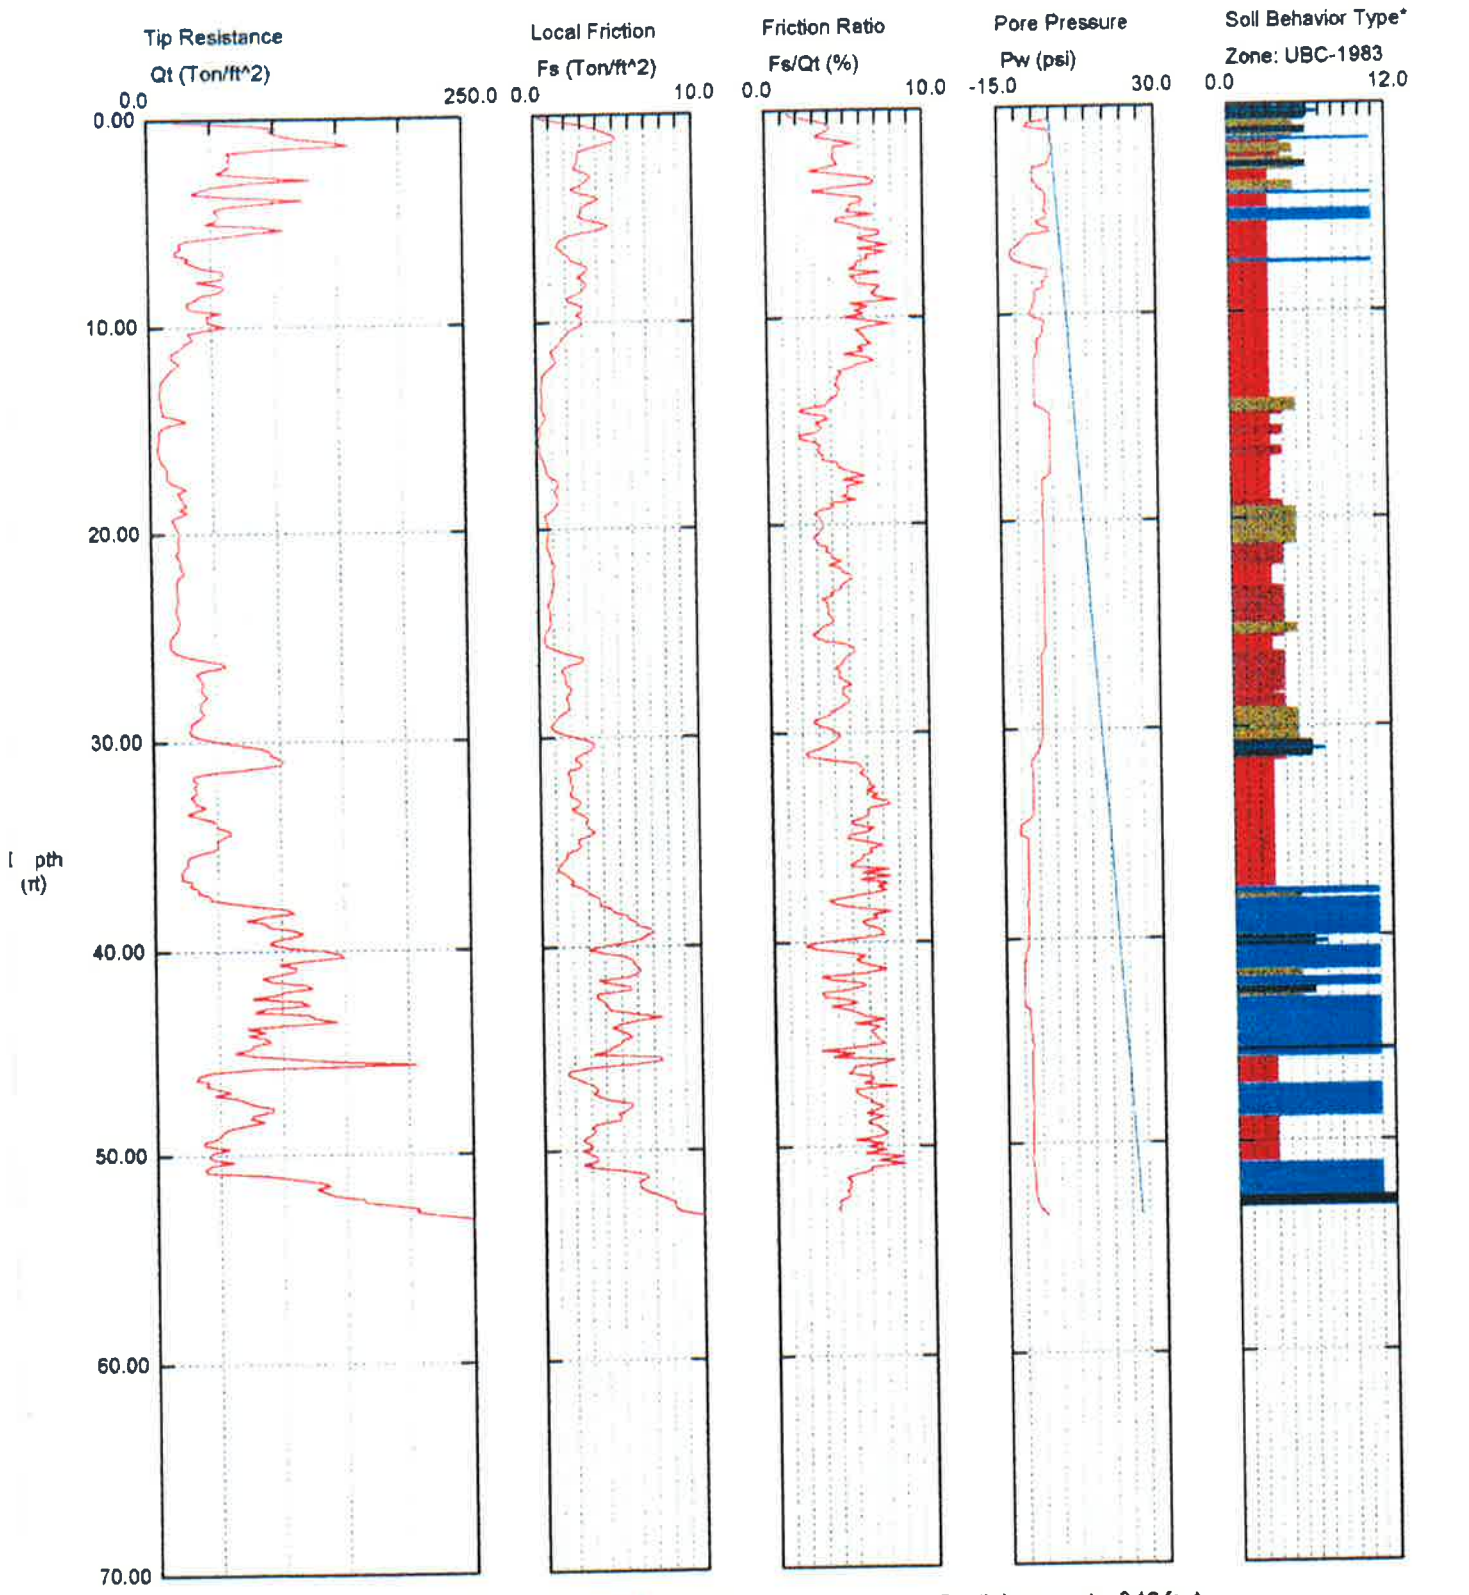 Tip Resistance
Qt (Ton/ft^2)
0.0 250.0
Local Friction
Fs (Ton/ft^2)
0.0 10.0
Friction Ratio
Fs/Qt (%)
0.0 10.0
Pore Pressure
Pw (psi)
-15.0 30.0
Soil Behavior Type*
Zone: UBC-1983
0.0 12.0
0.00
10.00
20.00
30.00
pth
40.00
50.00
60.00
70.00